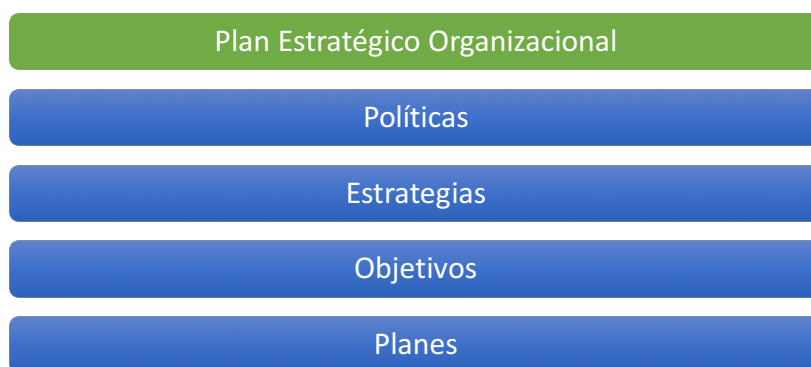 Plan Estratégico Organizacional
Políticas
Estrategias
Objetivos
Planes